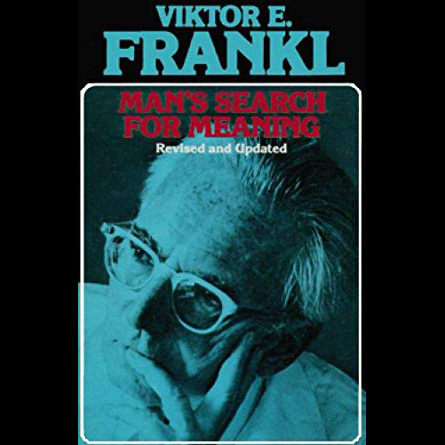 VIKTOR E.
FRANKL
MAN'S SEARCH
FOR MEANING
Revised and Updated